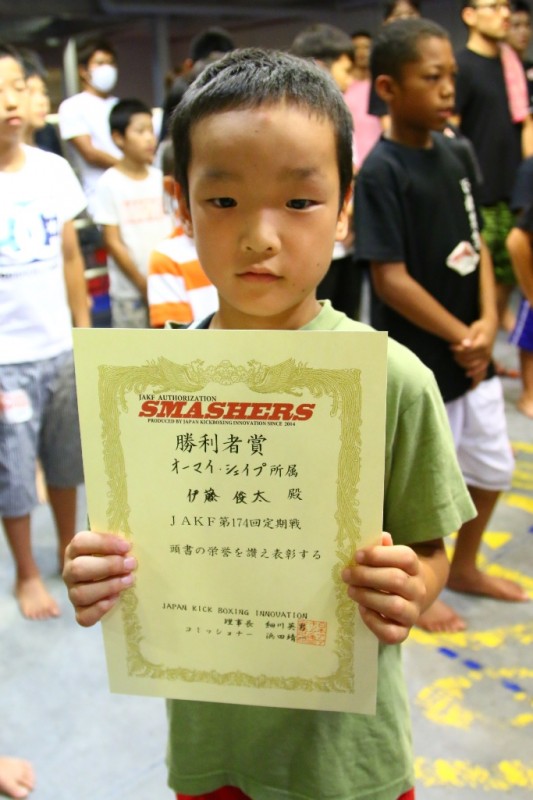 JAKF AUTHORIZATION
SMASHERS
PRODUCED BY JAPAN KICKBOXING INNOVATION SINCE 2014
勝利者賞
オーマイ・シェイプ所属
伊藤 俊太 殿
JAKF第174回定期戦
頭書の栄誉を讃え表彰する
JAPAN KICK BOXING INNOVATION
理事長 細川英
コミッショナー 浜田靖